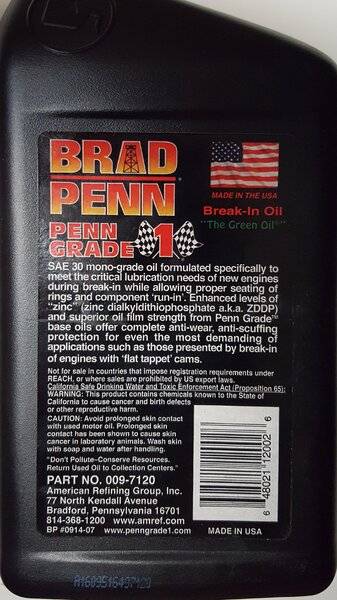 BRAD
PENN
MADE IN THE USA
Break-In Oil
"The Green Oil®"
PENN
GRADE 1
SAE 30 mono-grade oil formulated specifically to
meet the critical lubrication needs of new engines
during break-in while allowing proper seating of
rings and component 'run-in'. Enhanced levels of
"zinc" (zinc dialkyldithiophosphate a.k.a. ZDDP)
and superior oil film strength from Penn Grade™
base oils offer complete anti-wear, anti-scuffing
protection for even the most demanding of
applications such as those presented by break-in
of engines with 'flat tappet' cams.
Not for sale in countries that impose registration requirements under
REACH, or where sales are prohibited by US export laws.
California Safe Drinking Water and Toxic Enforcement Act (Proposition 65):
WARNING: This product contains chemicals known to the State of
California to cause cancer and birth defects
or other reproductive harm.
CAUTION: Avoid prolonged skin contact
with used motor oil. Prolonged skin
contact has been shown to cause skin
cancer in laboratory animals. Wash skin
with soap and water after handling.
"Don't Pollute-Conserve Resources.
Return Used Oil to Collection Centers."
PART NO. 009-7120
American Refining Group, Inc.
77 North Kendall Avenue
Bradford, Pennsylvania 16701
814-368-1200 www.amref.com
BP #0914-07 www.penngrade1.com
MADE IN USA
6 48021 12002 6